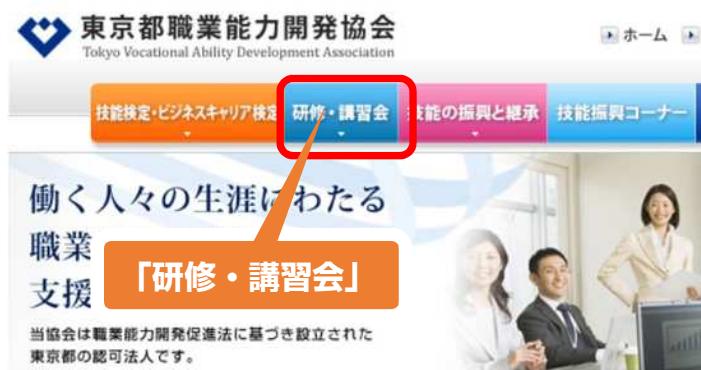 東京都職業能力開発協会
Tokyo Vocational Ability Development Association
ホーム
技能検定・ビジネスキャリア検定 研修・講習会 技能の振興と継承 技能振興コーナー
働く人々の生涯にわたる
職業
「研修・講習会」
支援
当協会は職業能力開発促進法に基づき設立された
東京都の認可法人です。